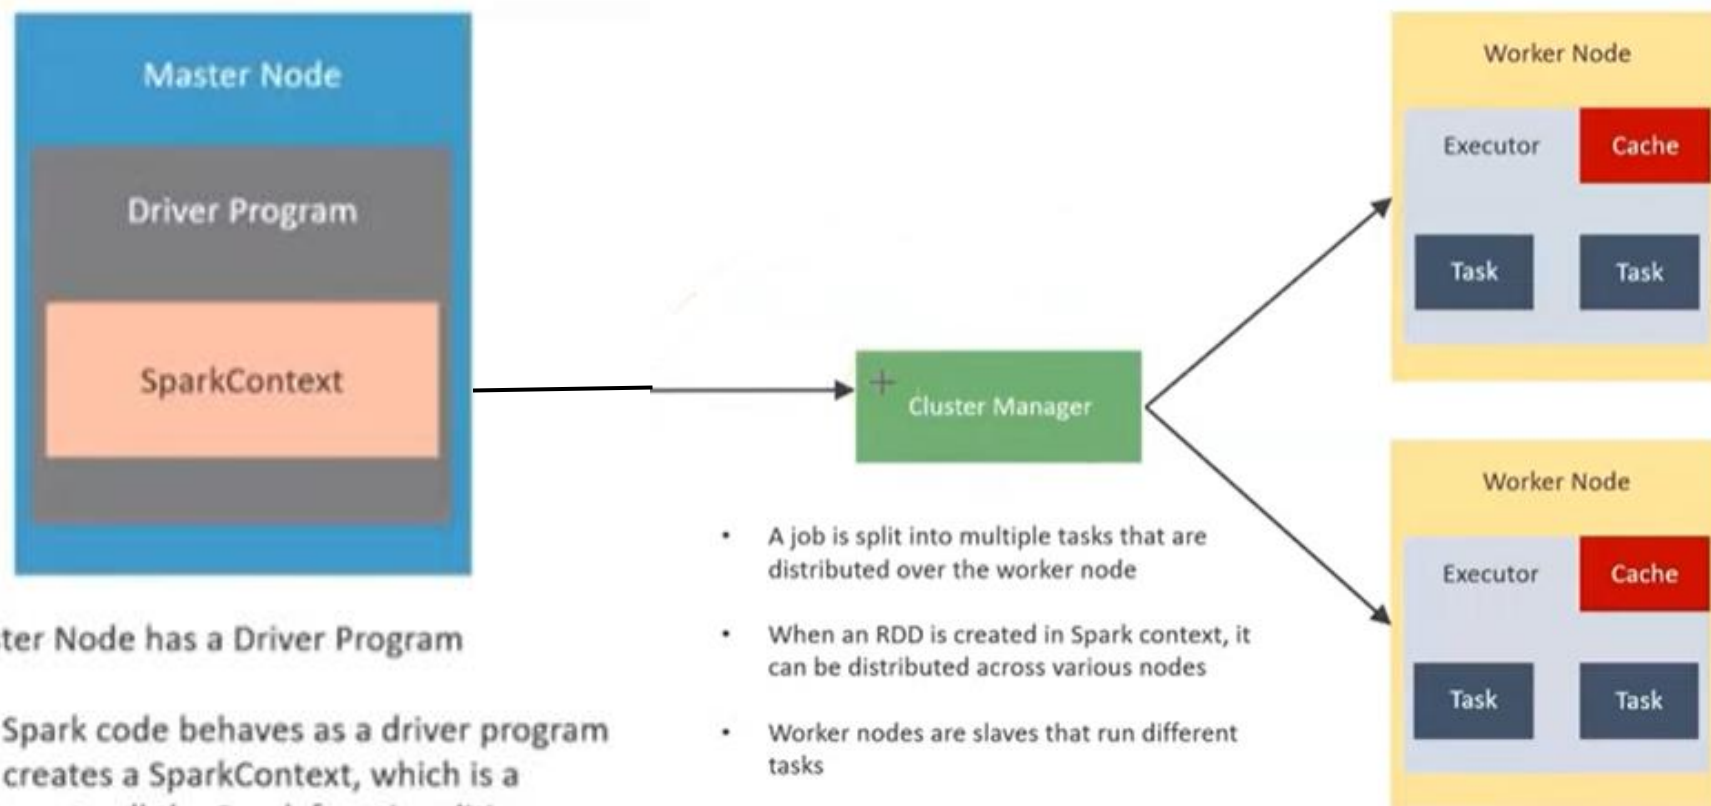 Master Node
Driver Program
SparkContext
ter Node has a Driver Program
Spark code behaves as a driver program
creates a SparkContext, which is a
Cluster Manager
• A job is split into multiple tasks that are
distributed over the worker node
• When an RDD is created in Spark context, it
can be distributed across various nodes
• Worker nodes are slaves that run different
tasks
Worker Node
Executor
Cache
Task
Task
Worker Node
Executor
Cache
Task
Task